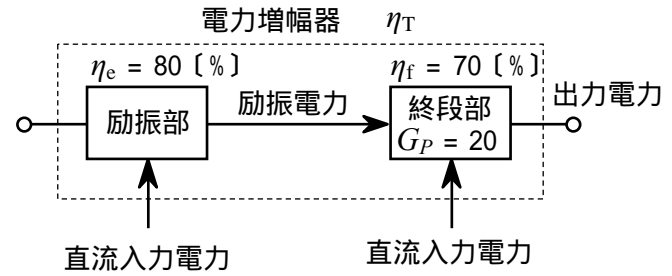 電力増幅器 ηT
ηe = 80〔%〕
ηf = 70〔%〕
励振部
励振電力
終段部
GP = 20
出力電力
直流入力電力
直流入力電力